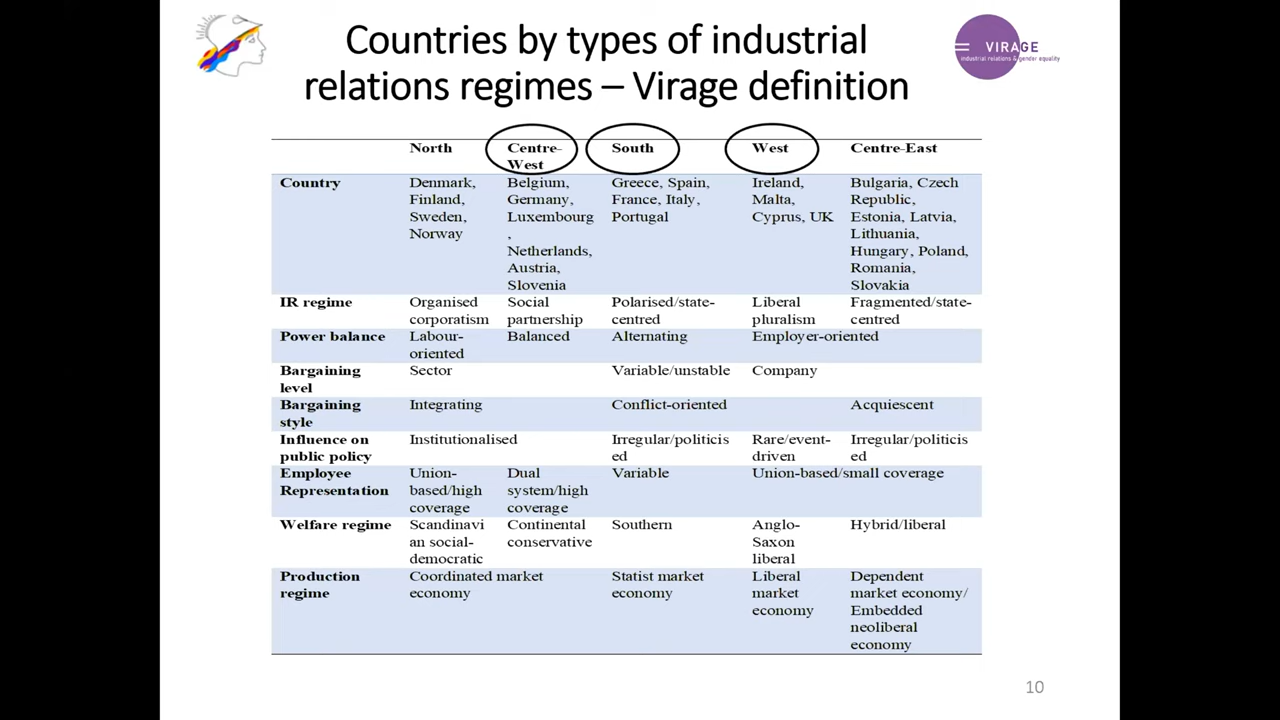 Countries by types of industrial
relations regimes – Virage definition
VIRAGE
industrial relations & gender equality
North Centre-West South West Centre-East
Country
Denmark,
Finland,
Sweden,
Norway
Belgium,
Germany,
Luxembourg
,
Netherlands,
Austria,
Slovenia
Greece, Spain,
France, Italy,
Portugal
Ireland,
Malta,
Cyprus, UK
Bulgaria, Czech
Republic,
Estonia, Latvia,
Lithuania,
Hungary, Poland,
Romania,
Slovakia
IR regime
Organised
corporatism
Social
partnership
Polarised/state-
centred
Liberal
pluralism
Fragmented/state-
centred
Power balance
Labour-
oriented
Balanced
Alternating
Employer-oriented
Bargaining
level
Sector
Variable/unstable
Company
Bargaining
style
Integrating
Conflict-oriented
Acquiescent
Influence on
public policy
Institutionalised
Irregular/politicis
ed
Rare/event-
driven
Irregular/politicis
ed
Employee
Representation
Union-
based/high
coverage
Dual
system/high
coverage
Variable
Union-based/small coverage
Welfare regime
Scandinavi
an social-
democratic
Continental
conservative
Southern
Anglo-
Saxon
liberal
Hybrid/liberal
Production
regime
Coordinated market
economy
Statist market
economy
Liberal
market
economy
Dependent
market economy/
Embedded
neoliberal
economy
10